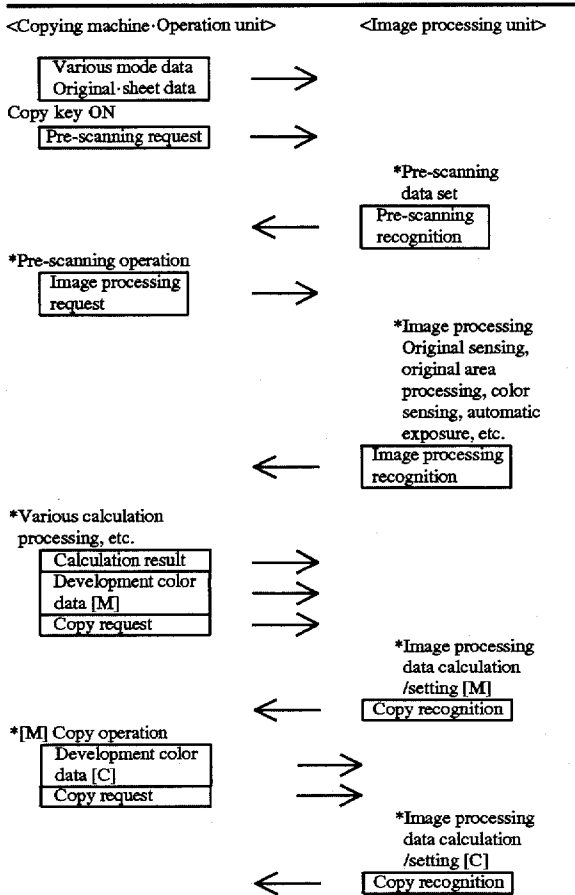 <Copying machine·Operation unit> <Image processing unit>
Various mode data
Original·sheet data
Copy key ON
Pre-scanning request
*Pre-scanning
data set
Pre-scanning
recognition
*Pre-scanning operation
Image processing
request
*Image processing
Original sensing,
original area
processing, color
sensing, automatic
exposure, etc.
Image processing
recognition
*Various calculation
processing, etc.
Calculation result
Development color
data [M]
Copy request
*Image processing
data calculation
/setting [M]
Copy recognition
*[M] Copy operation
Development color
data [C]
Copy request
*Image processing
data calculation
/setting [C]
Copy recognition